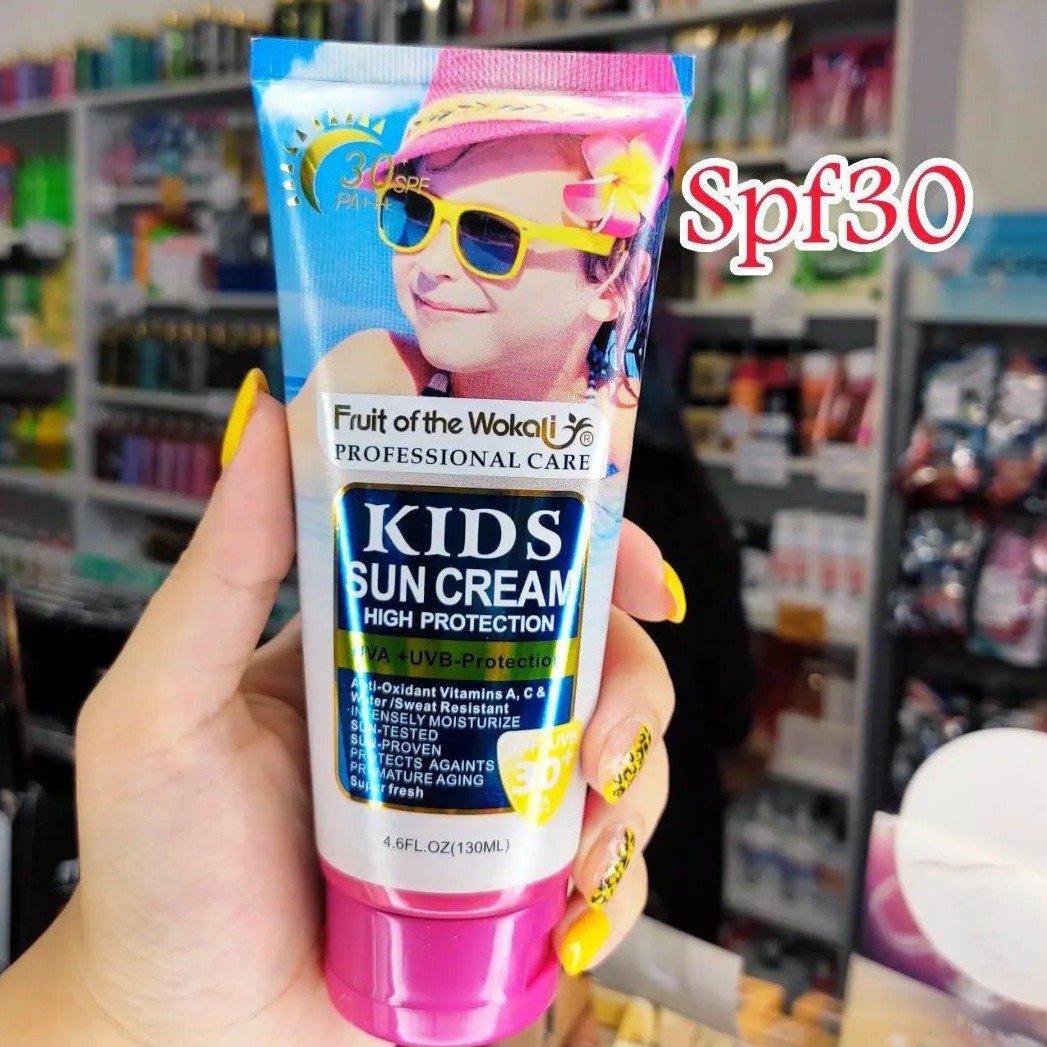 30+ SPF
PA+++
Spf30
Fruit of the Wokali ®
PROFESSIONAL CARE
KIDS
SUN CREAM
HIGH PROTECTION
UVA +UVB-Protection
Anti-Oxidant Vitamins A, C &
Water/Sweat Resistant
INTENSELY MOISTURIZE
SUN-TESTED
SUN-PROVEN
PROTECTS AGAINTS
PREMATURE AGING
Super fresh
30+
4.6FL.OZ(130ML)